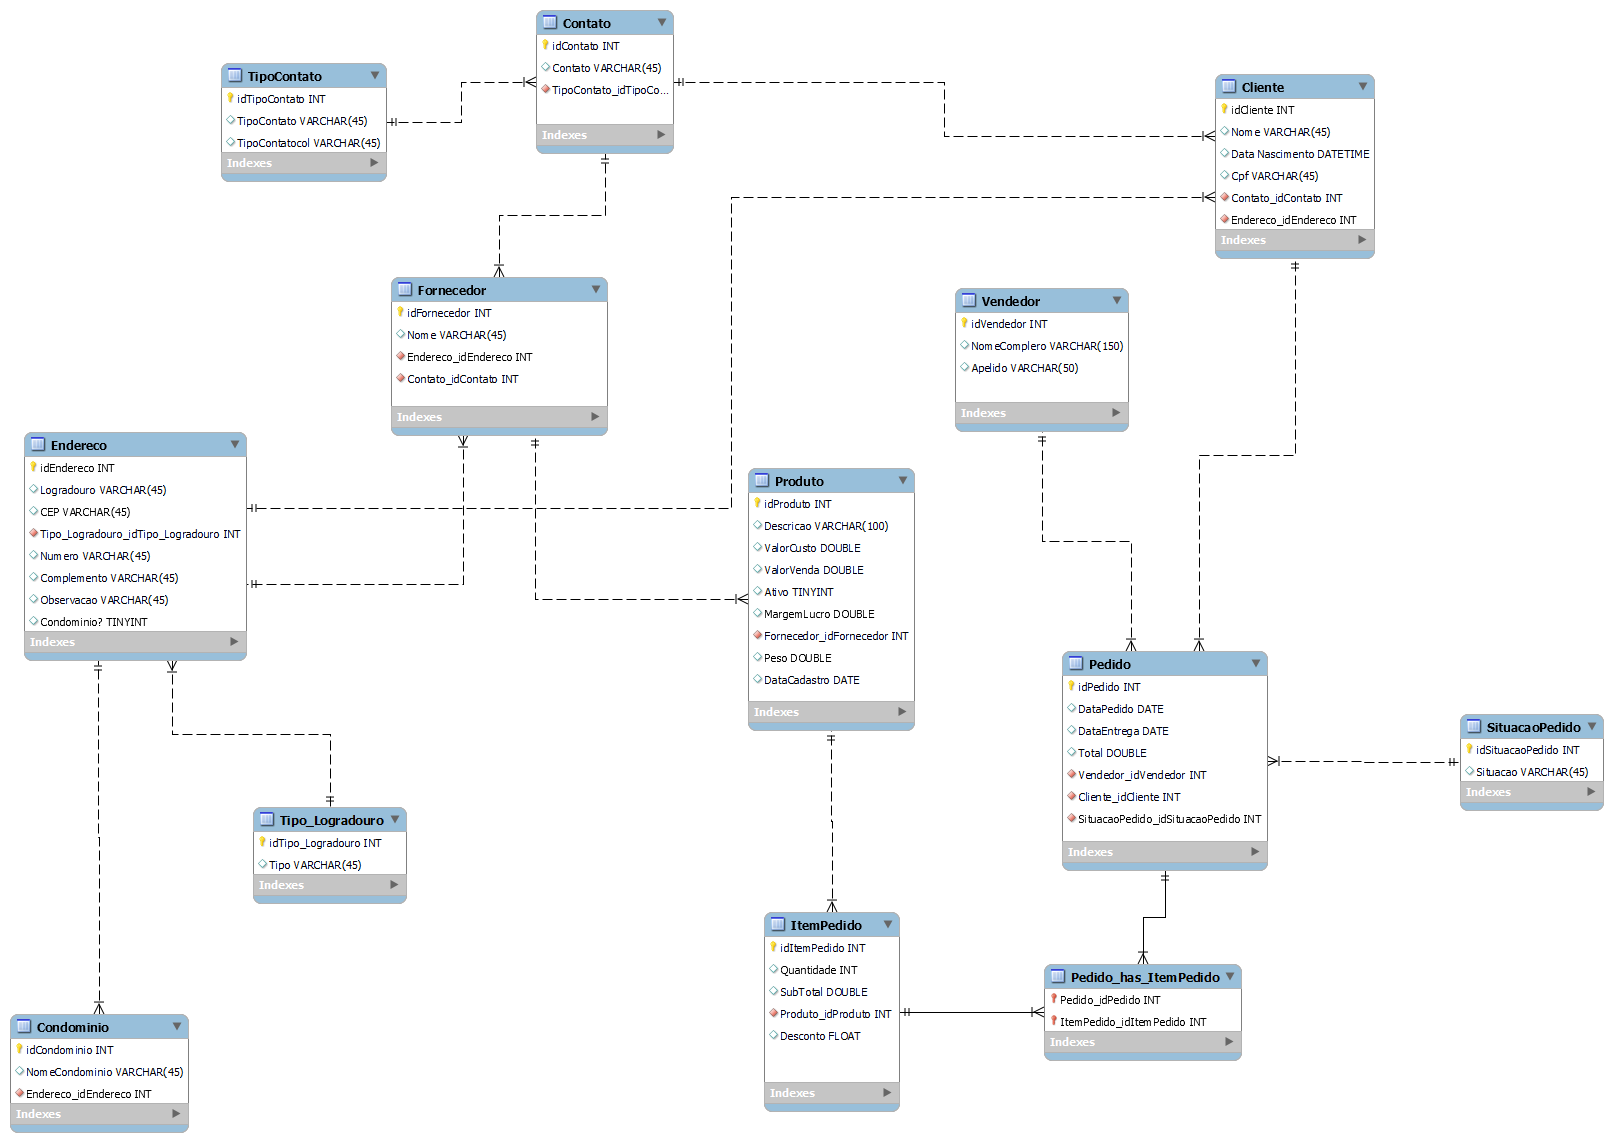 Contato
idContato INT
Contato VARCHAR(45)
TipoContato_idTipoCo...
Indexes
TipoContato
idTipoContato INT
TipoContato VARCHAR(45)
TipoContatocol VARCHAR(45)
Indexes
Cliente
idCliente INT
Nome VARCHAR(45)
Data Nascimento DATETIME
Cpf VARCHAR(45)
Contato_idContato INT
Endereco_idEndereco INT
Indexes
Fornecedor
idFornecedor INT
Nome VARCHAR(45)
Endereco_idEndereco INT
Contato_idContato INT
Indexes
Vendedor
idVendedor INT
NomeComplero VARCHAR(150)
Apelido VARCHAR(50)
Indexes
Endereco
idEndereco INT
Logradouro VARCHAR(45)
CEP VARCHAR(45)
Tipo_Logradouro_idTipo_Logradouro INT
Numero VARCHAR(45)
Complemento VARCHAR(45)
Observacao VARCHAR(45)
Condominio? TINYINT
Indexes
Produto
idProduto INT
Descricao VARCHAR(100)
ValorCusto DOUBLE
ValorVenda DOUBLE
Ativo TINYINT
MargemLucro DOUBLE
Fornecedor_idFornecedor INT
Peso DOUBLE
DataCadastro DATE
Indexes
Pedido
idPedido INT
DataPedido DATE
DataEntrega DATE
Total DOUBLE
Vendedor_idVendedor INT
Cliente_idCliente INT
SituacaoPedido_idSituacaoPedido INT
Indexes
SituacaoPedido
idSituacaoPedido INT
Situacao VARCHAR(45)
Indexes
Tipo_Logradouro
idTipo_Logradouro INT
Tipo VARCHAR(45)
Indexes
ItemPedido
idItemPedido INT
Quantidade INT
SubTotal DOUBLE
Produto_idProduto INT
Desconto FLOAT
Indexes
Pedido_has_ItemPedido
Pedido_idPedido INT
ItemPedido_idItemPedido INT
Indexes
Condominio
idCondominio INT
NomeCondominio VARCHAR(45)
Endereco_idEndereco INT
Indexes